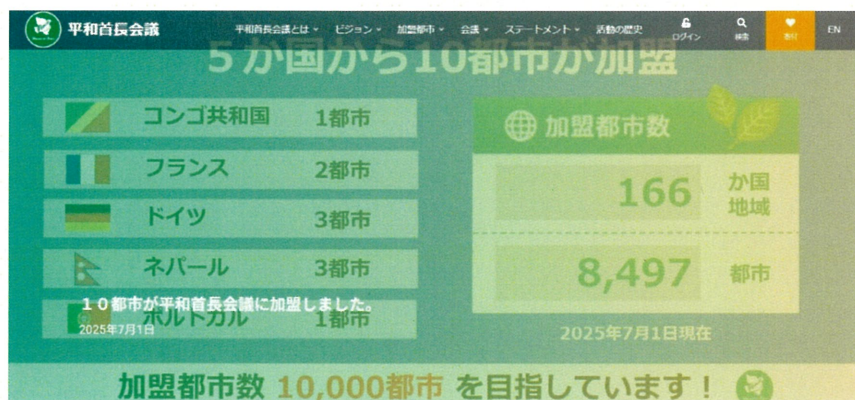 平和首長会議
平和首長会議とは ビジョン 加盟都市 会議 ステートメント 活動の歴史 ログイン 検索 EN
5か国から10都市が加盟
コンゴ共和国 1都市
フランス 2都市
ドイツ 3都市
ネパール 3都市
ポルトガル 1都市
10都市が平和首長会議に加盟しました。
2025年7月1日
加盟都市数
166 か国
地域
8,497 都市
2025年7月1日現在
加盟都市数 10,000都市 を目指しています!